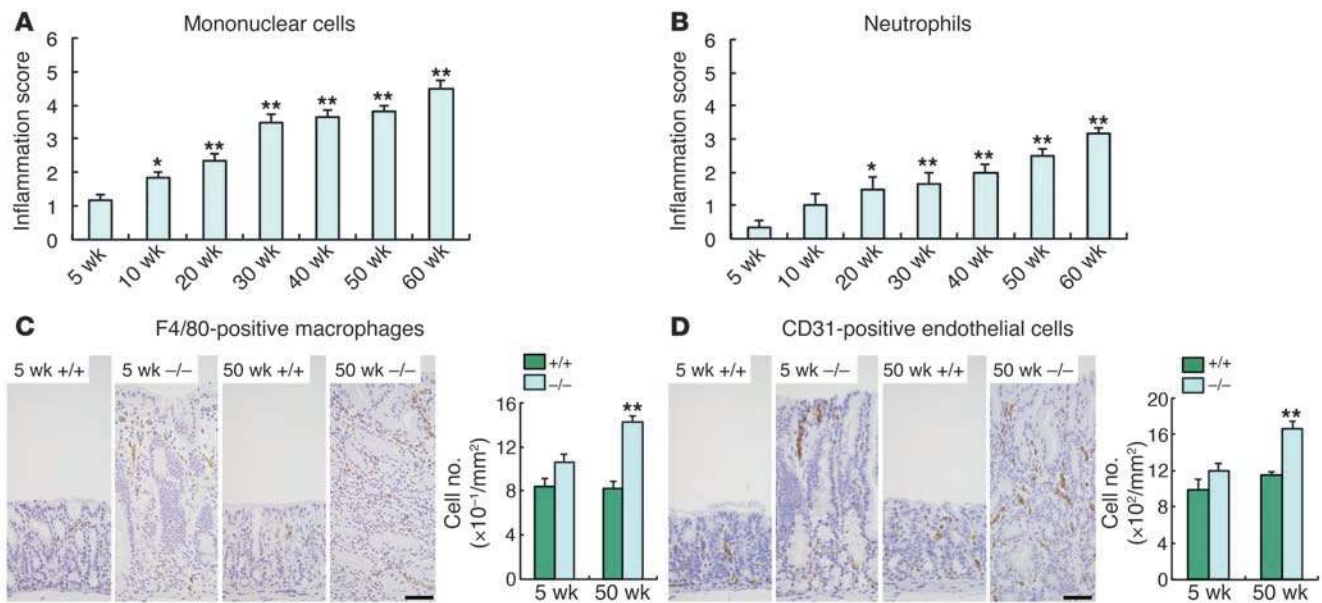 A Mononuclear cells
Inflammation score
6
5
4
3
2
1
0
* ** ** ** ** **
5 wk 10 wk 20 wk 30 wk 40 wk 50 wk 60 wk
B Neutrophils
Inflammation score
6
5
4
3
2
1
0
* ** ** ** **
5 wk 10 wk 20 wk 30 wk 40 wk 50 wk 60 wk
C F4/80-positive macrophages
5 wk +/+ 5 wk –/– 50 wk +/+ 50 wk –/–
+/+
–/–
Cell no.
(×10⁻¹/mm²)
16
12
8
4
0
**
5 wk 50 wk
D CD31-positive endothelial cells
5 wk +/+ 5 wk –/– 50 wk +/+ 50 wk –/–
+/+
–/–
Cell no.
(×10²/mm²)
20
16
12
8
4
0
**
5 wk 50 wk